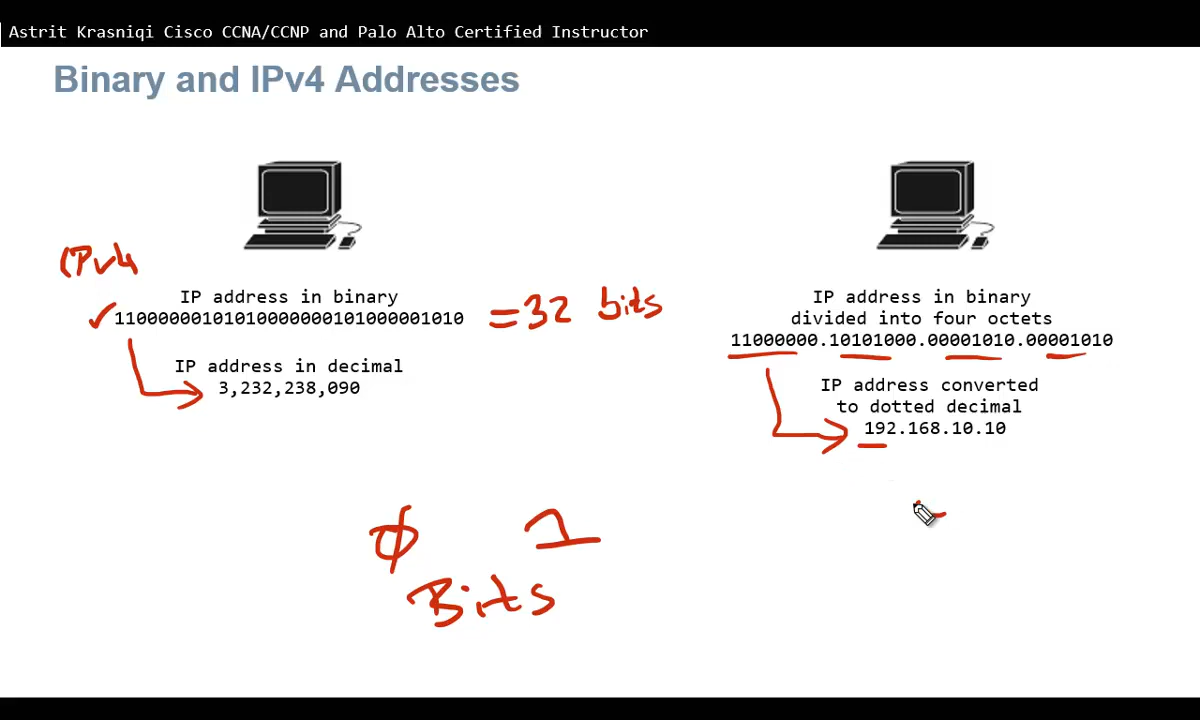 Astrit Krasniqi Cisco CCNA/CCNP and Palo Alto Certified Instructor
Binary and IPv4 Addresses
IPv4
IP address in binary
11000000101010000000101000001010
= 32 bits
IP address in decimal
3,232,238,090
IP address in binary
divided into four octets
11000000.10101000.00001010.00001010
IP address converted
to dotted decimal
192.168.10.10
0 1
Bits